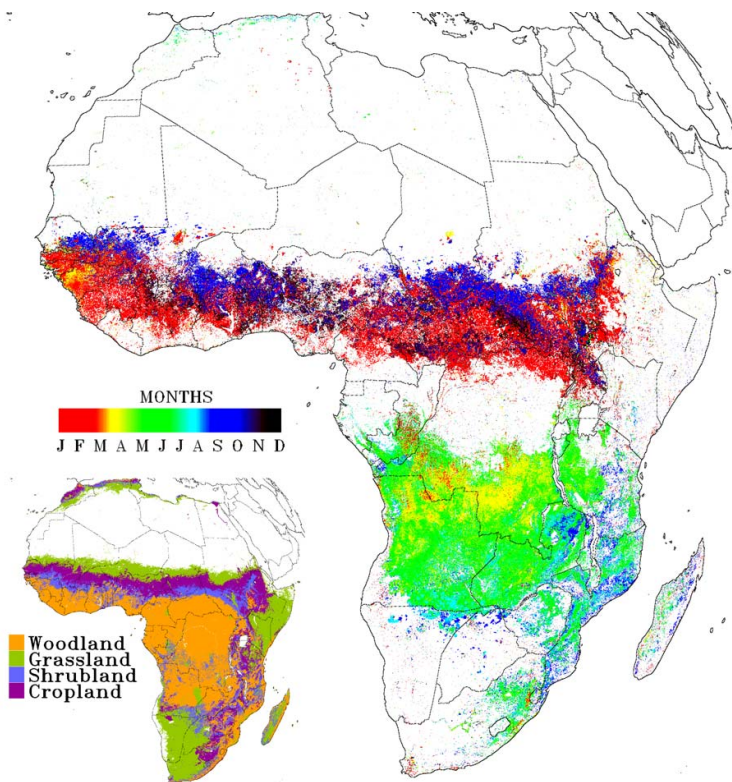 MONTHS
J F M A M J J A S O N D
Woodland
Grassland
Shrubland
Cropland